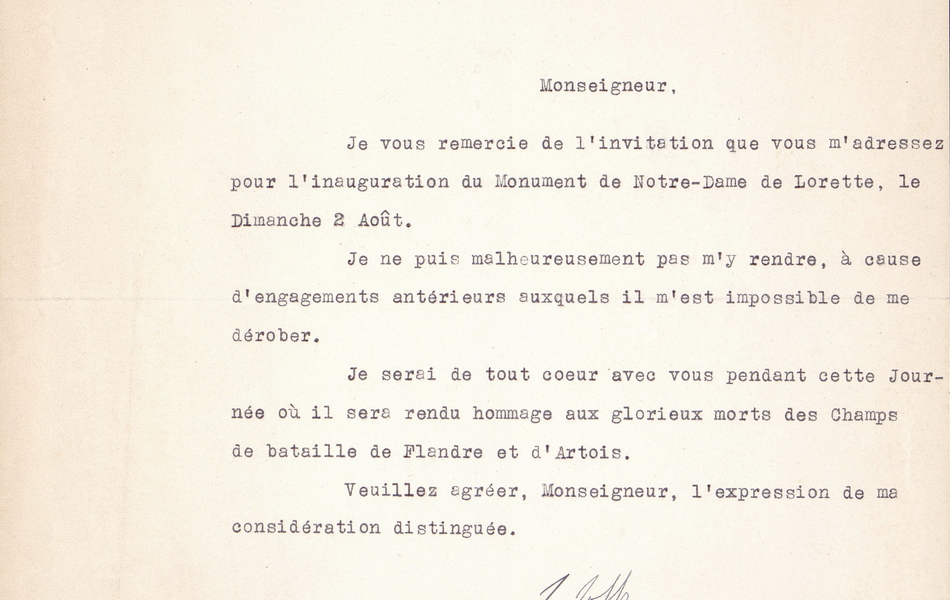 Monseigneur,
Je vous remercie de l'invitation que vous m'adressez
pour l'inauguration du Monument de Notre-Dame de Lorette, le
Dimanche 2 Août.
Je ne puis malheureusement pas m'y rendre, à cause
d'engagements antérieurs auxquels il m'est impossible de me
dérober.
Je serai de tout coeur avec vous pendant cette Jour-
née où il sera rendu hommage aux glorieux morts des Champs
de bataille de Flandre et d'Artois.
Veuillez agréer, Monseigneur, l'expression de ma
considération distinguée.